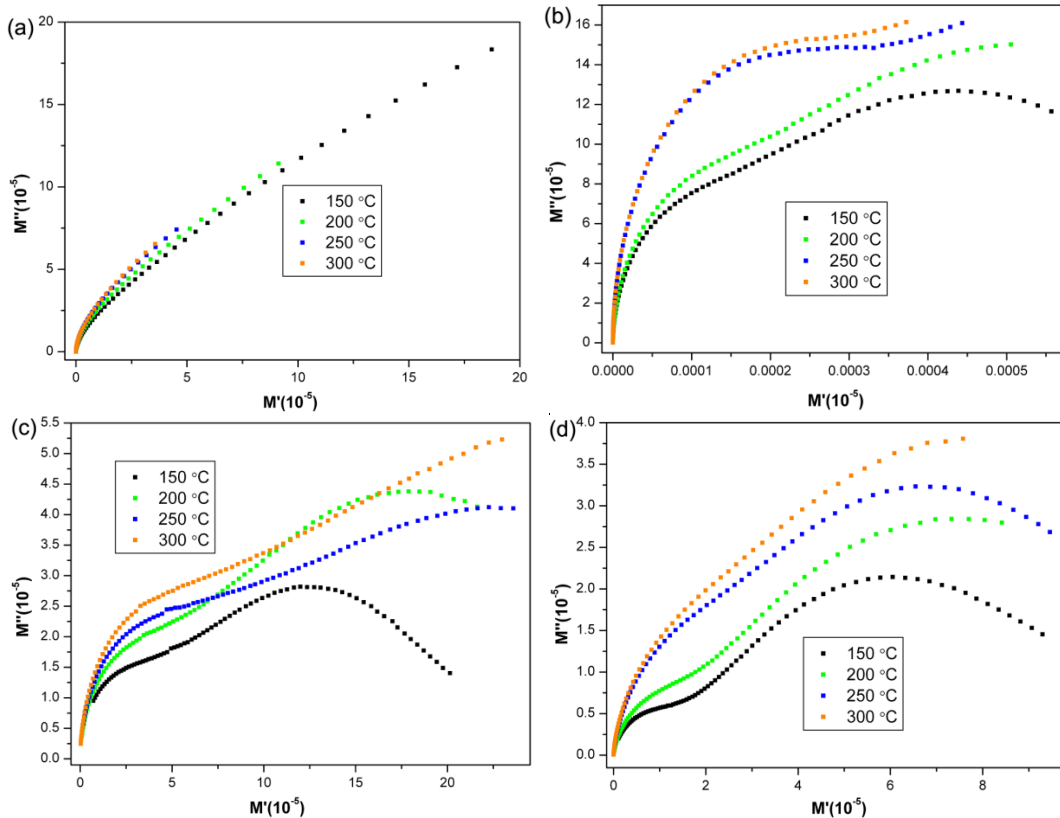 (a)
20
15
10
5
0
M''(10-5)
0
5
10
15
20
M'(10-5)
150 °C
200 °C
250 °C
300 °C
(b)
16
14
12
10
8
6
4
2
0
M''(10-5)
0.0000
0.0001
0.0002
0.0003
0.0004
0.0005
M'(10-5)
150 °C
200 °C
250 °C
300 °C
(c)
5.5
5.0
4.5
4.0
3.5
3.0
2.5
2.0
1.5
1.0
0.5
0.0
M''(10-5)
0
5
10
15
20
M'(10-5)
150 °C
200 °C
250 °C
300 °C
(d)
4.0
3.5
3.0
2.5
2.0
1.5
1.0
0.5
0.0
M''(10-5)
0
2
4
6
8
M'(10-5)
150 °C
200 °C
250 °C
300 °C